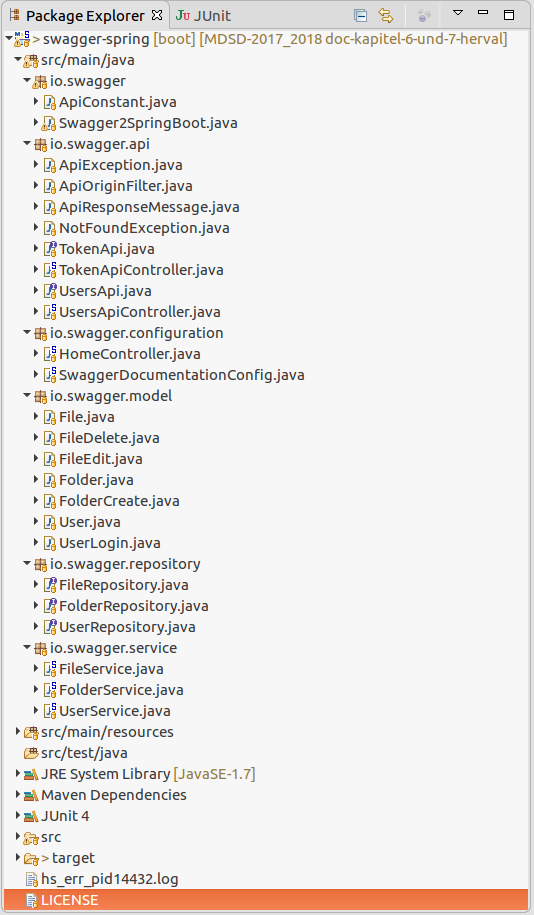 Package Explorer JUnit
> swagger-spring [boot] [MDSD-2017_2018 doc-kapitel-6-und-7-herval]
src/main/java
io.swagger
ApiConstant.java
Swagger2SpringBoot.java
io.swagger.api
ApiException.java
ApiOriginFilter.java
ApiResponseMessage.java
NotFoundException.java
TokenApi.java
TokenApiController.java
UsersApi.java
UsersApiController.java
io.swagger.configuration
HomeController.java
SwaggerDocumentationConfig.java
io.swagger.model
File.java
FileDelete.java
FileEdit.java
Folder.java
FolderCreate.java
User.java
UserLogin.java
io.swagger.repository
FileRepository.java
FolderRepository.java
UserRepository.java
io.swagger.service
FileService.java
FolderService.java
UserService.java
src/main/resources
src/test/java
JRE System Library [JavaSE-1.7]
Maven Dependencies
JUnit 4
src
> target
hs_err_pid14432.log
LICENSE